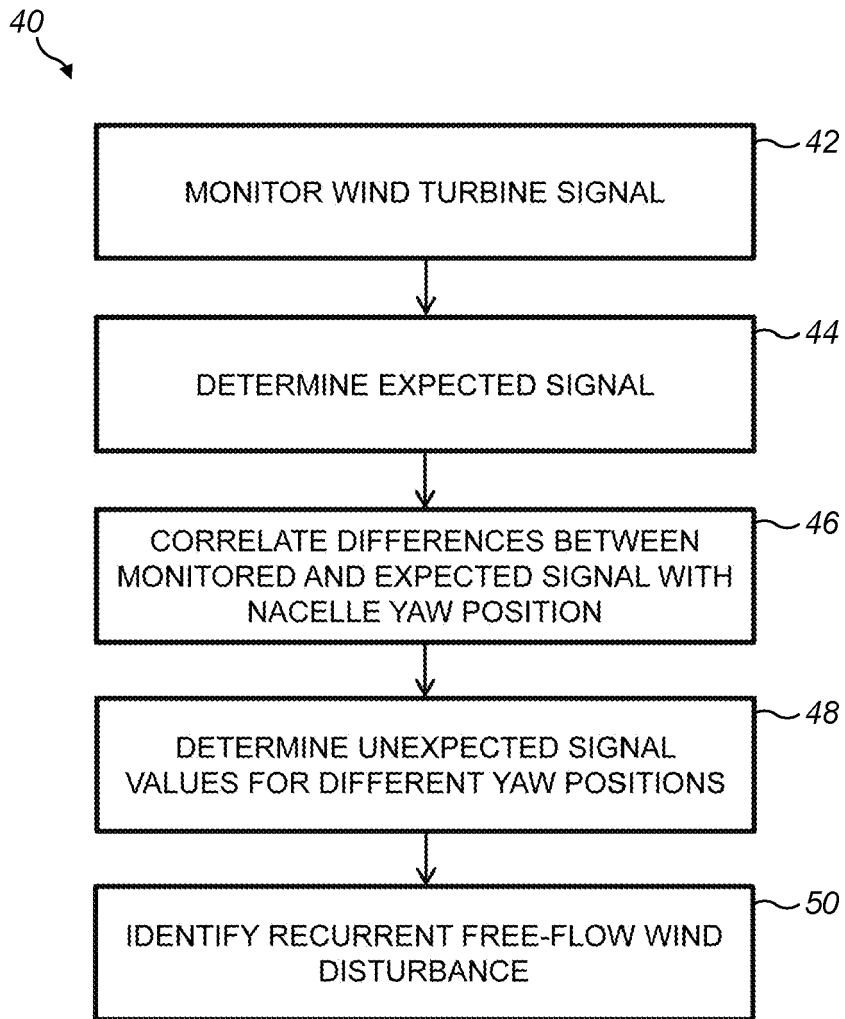 40
42
MONITOR WIND TURBINE SIGNAL
44
DETERMINE EXPECTED SIGNAL
46
CORRELATE DIFFERENCES BETWEEN
MONITORED AND EXPECTED SIGNAL WITH
NACELLE YAW POSITION
48
DETERMINE UNEXPECTED SIGNAL
VALUES FOR DIFFERENT YAW POSITIONS
50
IDENTIFY RECURRENT FREE-FLOW WIND
DISTURBANCE